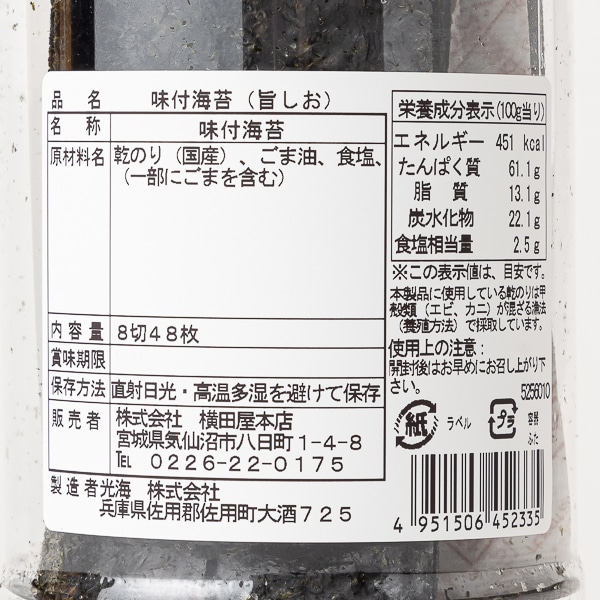 品名 味付海苔（旨しお）
名称 味付海苔
原材料名 乾のり（国産）、ごま油、食塩、
（一部にごまを含む）
内容量 8切48枚
賞味期限
保存方法 直射日光・高温多湿を避けて保存
販売者 株式会社 横田屋本店
宮城県気仙沼市八日町1-4-8
TEL 0226-22-0175
製造者 光海 株式会社
兵庫県佐用郡佐用町大酒725
栄養成分表示(100g当り)
エネルギー 451 kcal
たんぱく質 61.1g
脂質 13.1g
炭水化物 22.1g
食塩相当量 2.5g
※この表示値は、目安です。
本製品に使用している乾のりは甲
殻類（エビ、カニ）が混ざる漁法
（養殖方法）で採取しています。
使用上の注意:
開封後はお早めにお召し上がり下
さい。
5256010
紙 ラベル プラ 容器
ふた
4 951506 452335